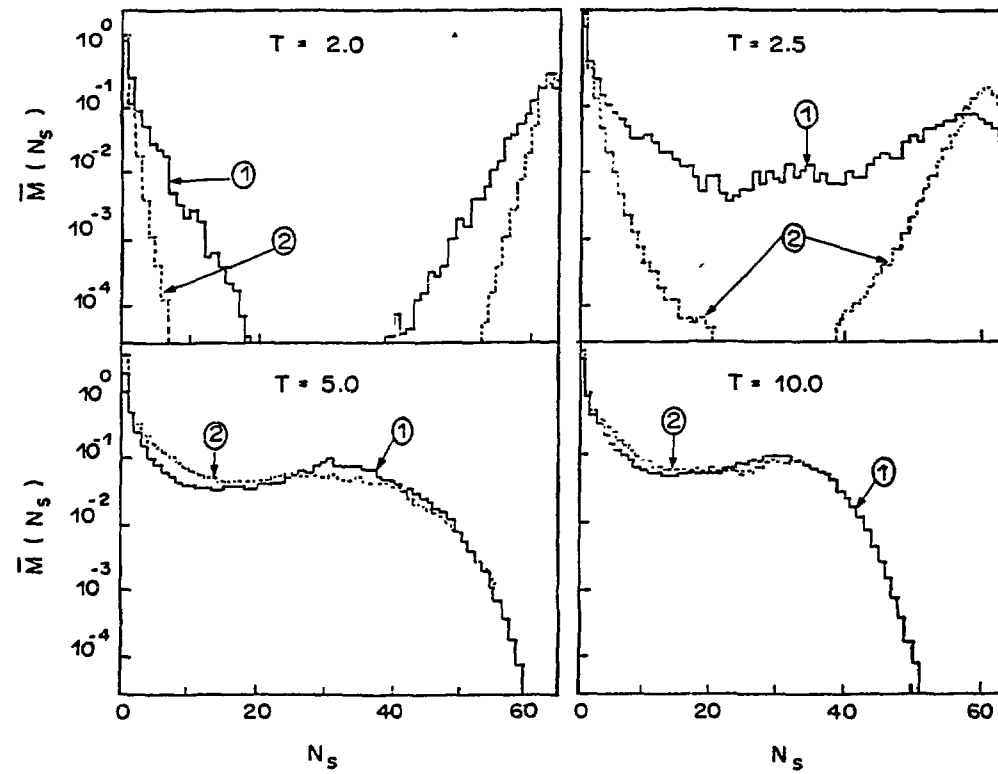 T = 2.0
T = 2.5
10⁰
10⁻¹
10⁻²
10⁻³
10⁻⁴
M̅ ( Nₛ )
①
②
①
②
T = 5.0
T = 10.0
10⁰
10⁻¹
10⁻²
10⁻³
10⁻⁴
M̅ ( Nₛ )
②
①
②
①
0 20 40 60
0 20 40 60
Nₛ
Nₛ